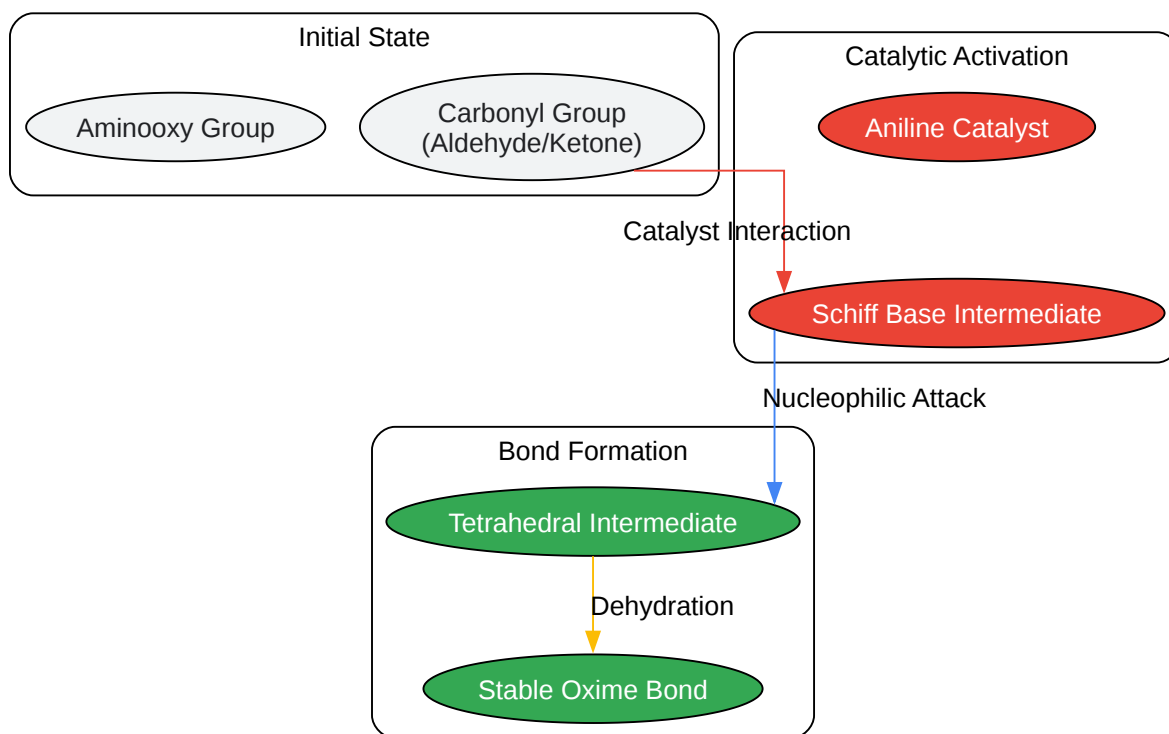 Initial State
Aminooxy Group
Carbonyl Group
(Aldehyde/Ketone)
Catalytic Activation
Aniline Catalyst
Catalyst Interaction
Schiff Base Intermediate
Nucleophilic Attack
Bond Formation
Tetrahedral Intermediate
Dehydration
Stable Oxime Bond